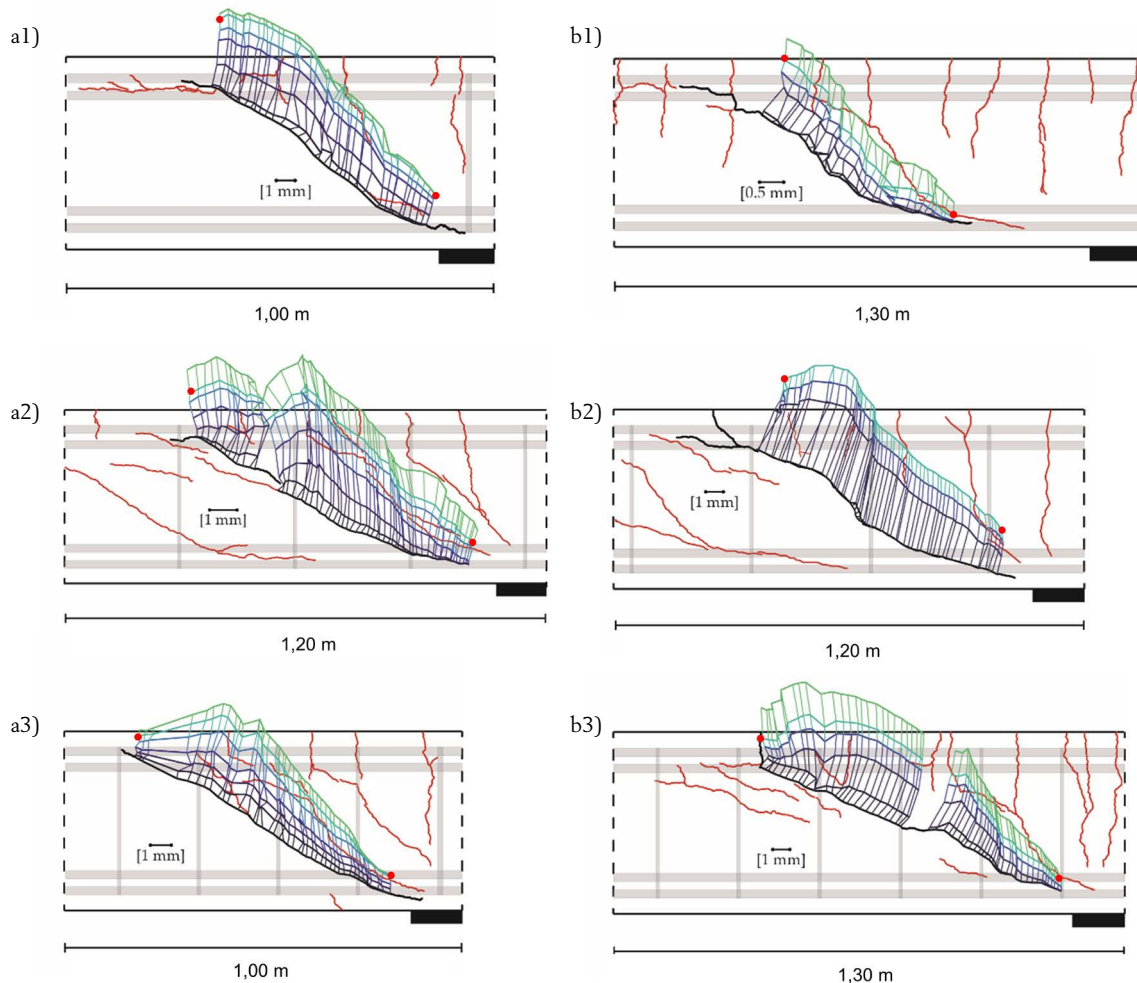 a1)
[1 mm]
1,00 m
b1)
[0.5 mm]
1,30 m
a2)
[1 mm]
1,20 m
b2)
[1 mm]
1,20 m
a3)
[1 mm]
1,00 m
b3)
[1 mm]
1,30 m